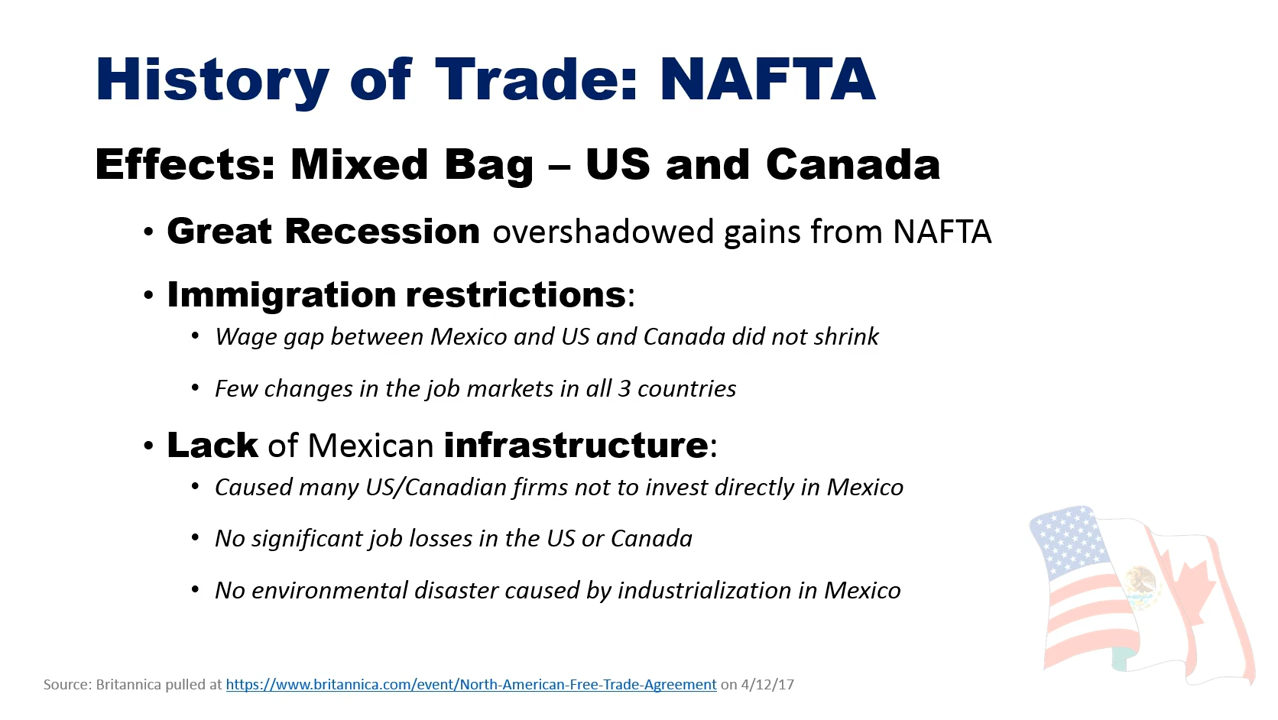 History of Trade: NAFTA
Effects: Mixed Bag – US and Canada
• Great Recession overshadowed gains from NAFTA
• Immigration restrictions:
• Wage gap between Mexico and US and Canada did not shrink
• Few changes in the job markets in all 3 countries
• Lack of Mexican infrastructure:
• Caused many US/Canadian firms not to invest directly in Mexico
• No significant job losses in the US or Canada
• No environmental disaster caused by industrialization in Mexico
Source: Britannica pulled at https://www.britannica.com/event/North-American-Free-Trade-Agreement on 4/12/17